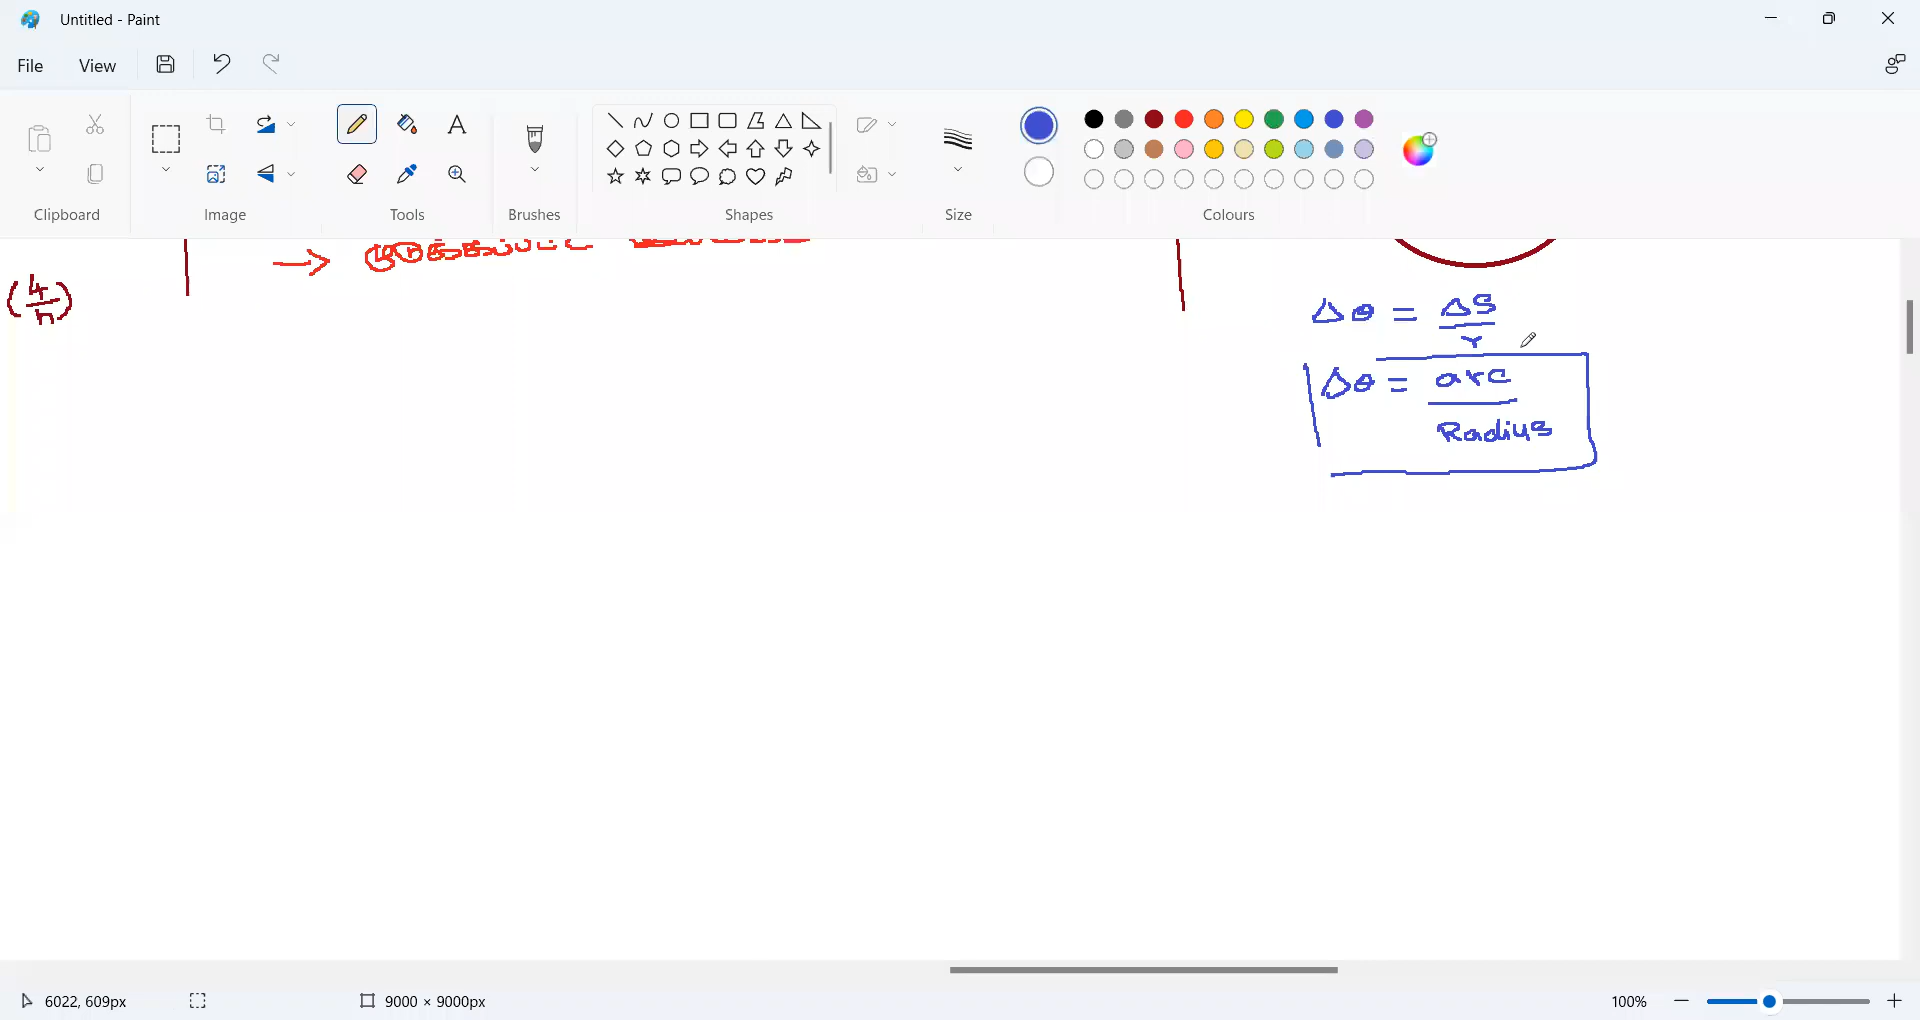 Untitled - Paint
File View
Clipboard Image Tools Brushes Shapes Size Colours
(4/n)
Δθ = ΔS/r
Δθ = arc/Radius
6022, 609px 9000 × 9000px 100%